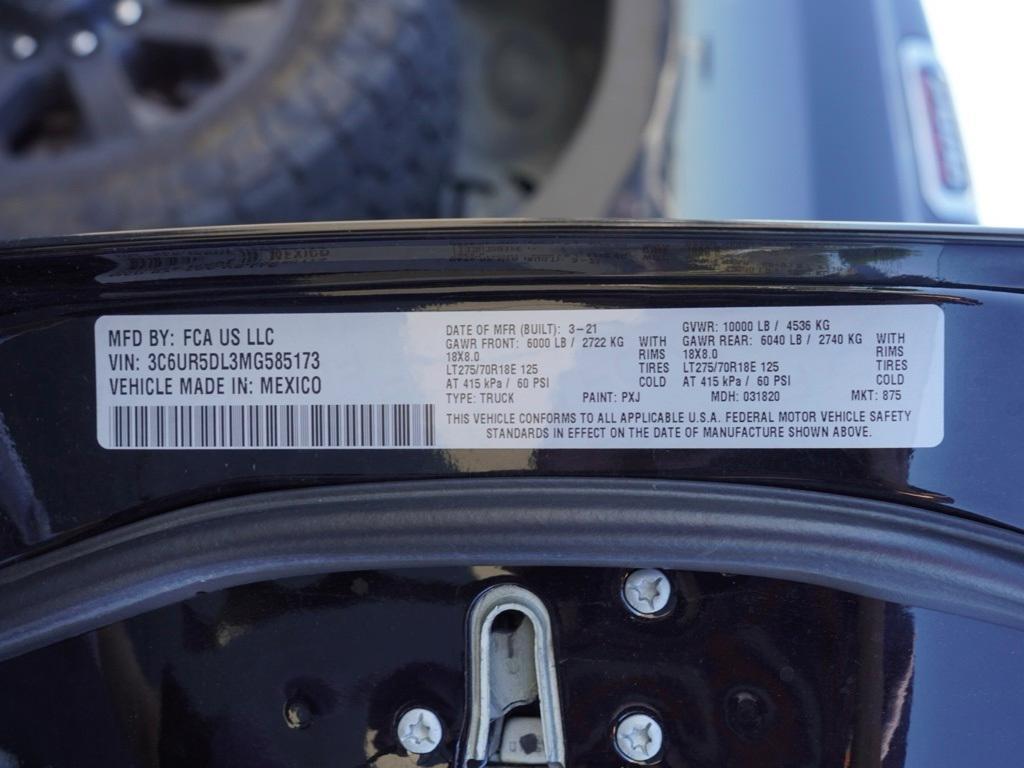 MFD BY: FCA US LLC
VIN: 3C6UR5DL3MG585173
VEHICLE MADE IN: MEXICO
DATE OF MFR (BUILT): 3-21
GAWR FRONT: 6000 LB / 2722 KG WITH
18X8.0 RIMS
LT275/70R18E 125 TIRES
AT 415 kPa / 60 PSI COLD
TYPE: TRUCK PAINT: PXJ
GVWR: 10000 LB / 4536 KG
GAWR REAR: 6040 LB / 2740 KG WITH
18X8.0 RIMS
LT275/70R18E 125 TIRES
AT 415 kPa / 60 PSI COLD
MDH: 031820 MKT: 875
THIS VEHICLE CONFORMS TO ALL APPLICABLE U.S.A. FEDERAL MOTOR VEHICLE SAFETY
STANDARDS IN EFFECT ON THE DATE OF MANUFACTURE SHOWN ABOVE.